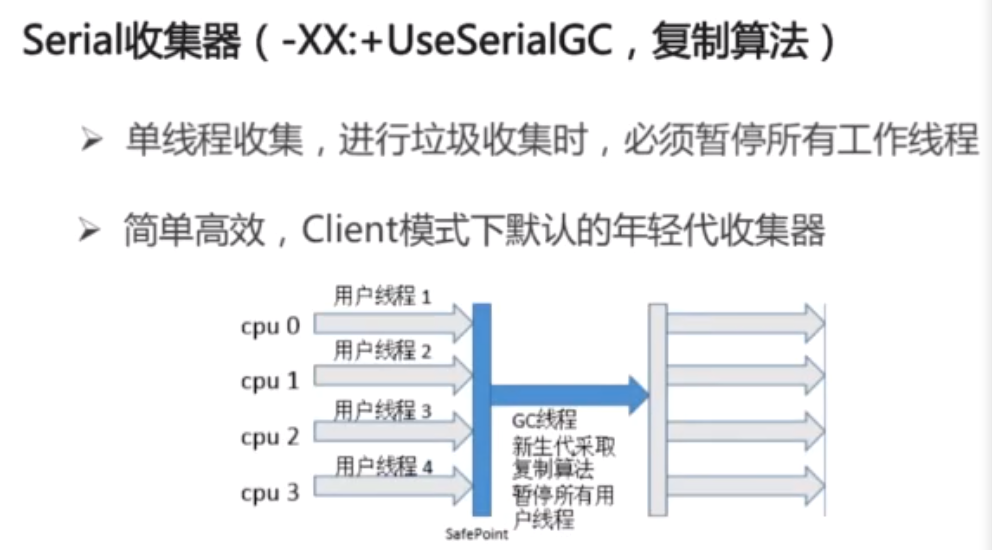 Serial收集器（-XX:+UseSerialGC，复制算法）
➢ 单线程收集，进行垃圾收集时，必须暂停所有工作线程
➢ 简单高效，Client模式下默认的年轻代收集器
用户线程 1
cpu 0
用户线程 2
cpu 1
用户线程 3
cpu 2
用户线程 4
cpu 3
GC线程
新生代采取
复制算法
暂停所有用
户线程
SafePoint